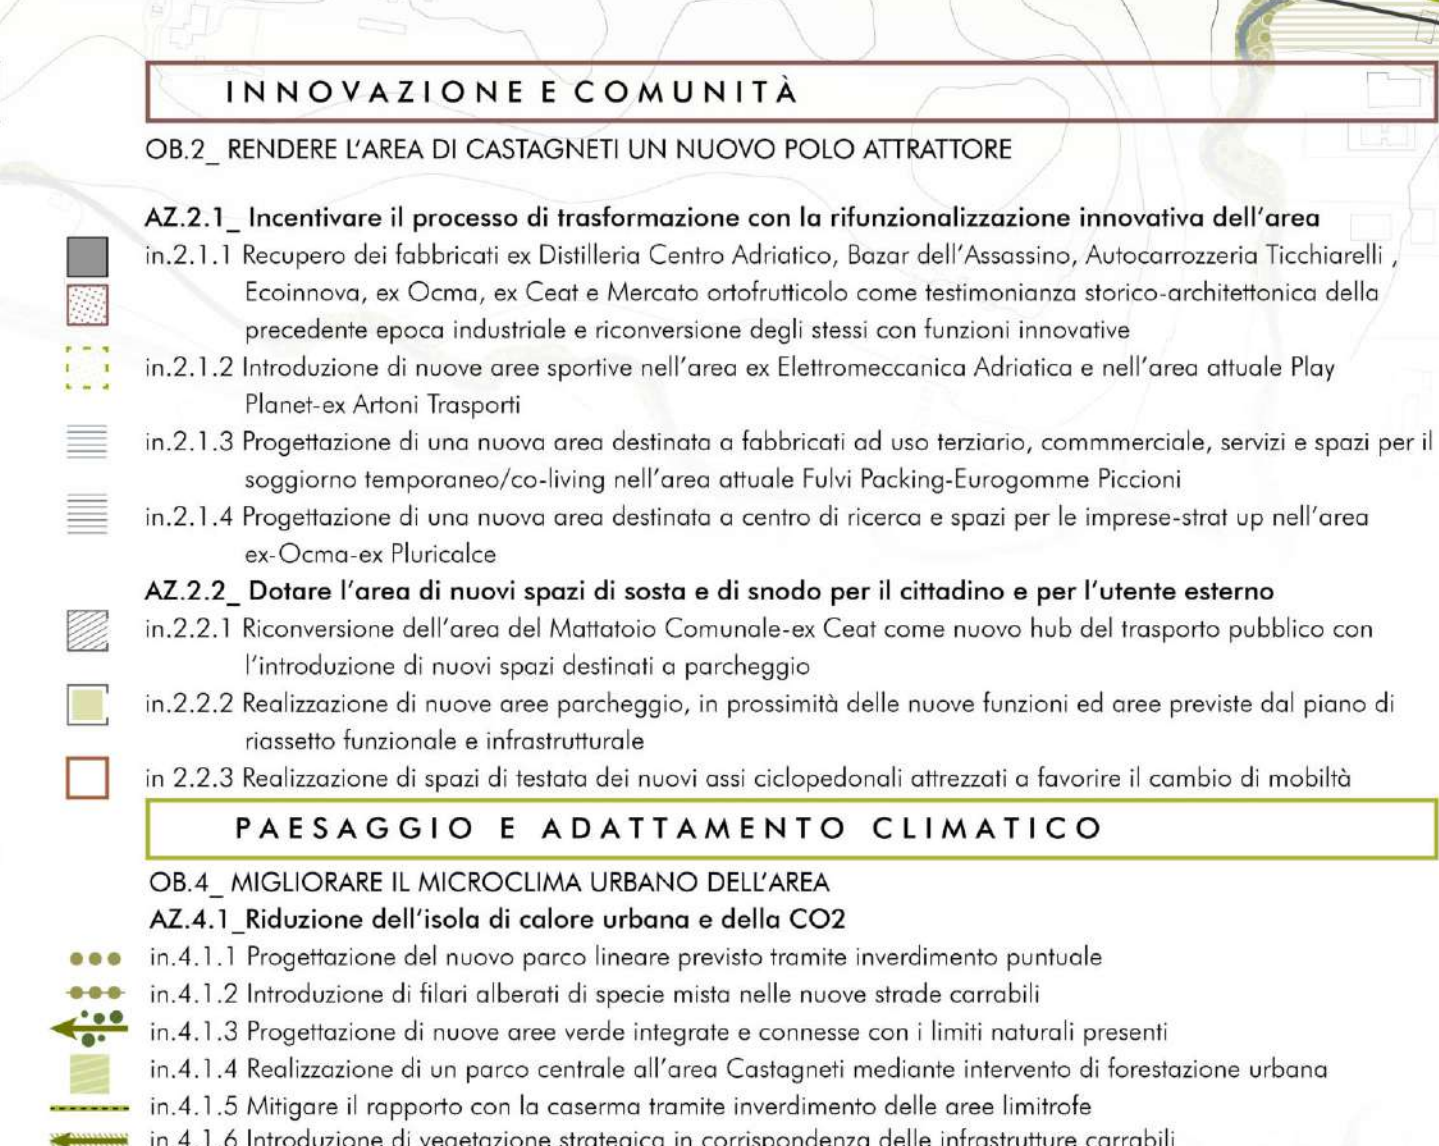 INNOVAZIONE E COMUNITÀ
OB.2_ RENDERE L'AREA DI CASTAGNETI UN NUOVO POLO ATTRATTORE
AZ.2.1_ Incentivare il processo di trasformazione con la rifunzionalizzazione innovativa dell'area
in.2.1.1 Recupero dei fabbricati ex Distilleria Centro Adriatico, Bazar dell'Assassino, Autocarrozzeria Ticchiarelli ,
Ecoinnova, ex Ocma, ex Ceat e Mercato ortofrutticolo come testimonianza storico-architettonica della
precedente epoca industriale e riconversione degli stessi con funzioni innovative
in.2.1.2 Introduzione di nuove aree sportive nell'area ex Elettromeccanica Adriatica e nell'area attuale Play
Planet-ex Artoni Trasporti
in.2.1.3 Progettazione di una nuova area destinata a fabbricati ad uso terziario, commmerciale, servizi e spazi per il
soggiorno temporaneo/co-living nell'area attuale Fulvi Packing-Eurogomme Piccioni
in.2.1.4 Progettazione di una nuova area destinata a centro di ricerca e spazi per le imprese-strat up nell'area
ex-Ocma-ex Pluricalce
AZ.2.2_ Dotare l'area di nuovi spazi di sosta e di snodo per il cittadino e per l'utente esterno
in.2.2.1 Riconversione dell'area del Mattatoio Comunale-ex Ceat come nuovo hub del trasporto pubblico con
l'introduzione di nuovi spazi destinati a parcheggio
in.2.2.2 Realizzazione di nuove aree parcheggio, in prossimità delle nuove funzioni ed aree previste dal piano di
riassetto funzionale e infrastrutturale
in 2.2.3 Realizzazione di spazi di testata dei nuovi assi ciclopedonali attrezzati a favorire il cambio di mobiltà
PAESAGGIO E ADATTAMENTO CLIMATICO
OB.4_ MIGLIORARE IL MICROCLIMA URBANO DELL'AREA
AZ.4.1_Riduzione dell'isola di calore urbana e della CO2
in.4.1.1 Progettazione del nuovo parco lineare previsto tramite inverdimento puntuale
in.4.1.2 Introduzione di filari alberati di specie mista nelle nuove strade carrabili
in.4.1.3 Progettazione di nuove aree verde integrate e connesse con i limiti naturali presenti
in.4.1.4 Realizzazione di un parco centrale all'area Castagneti mediante intervento di forestazione urbana
in.4.1.5 Mitigare il rapporto con la caserma tramite inverdimento delle aree limitrofe
in.4.1.6 Introduzione di vegetazione strategica in corrispondenza delle infrastrutture carrabili